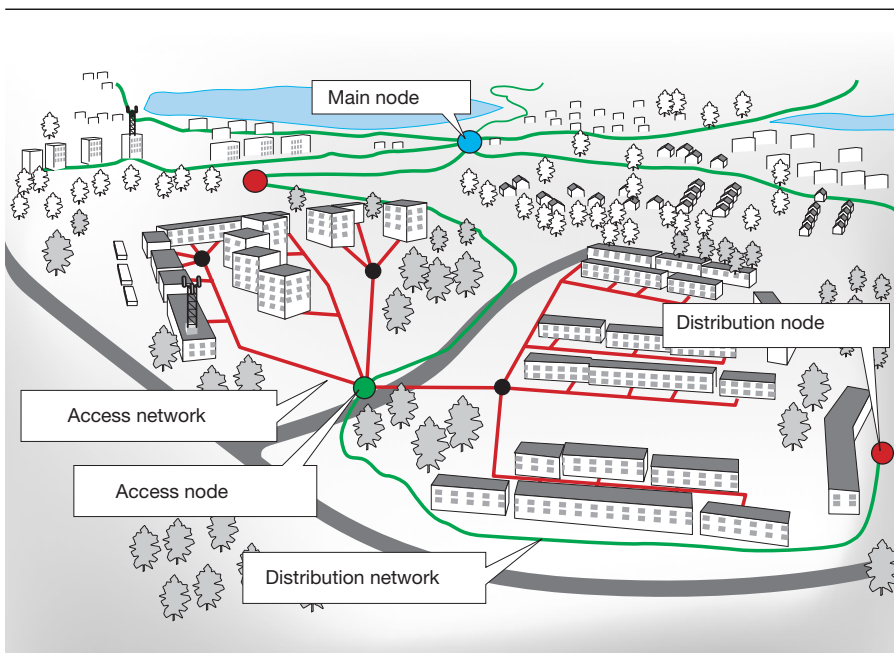 Main node
Distribution node
Access network
Access node
Distribution network